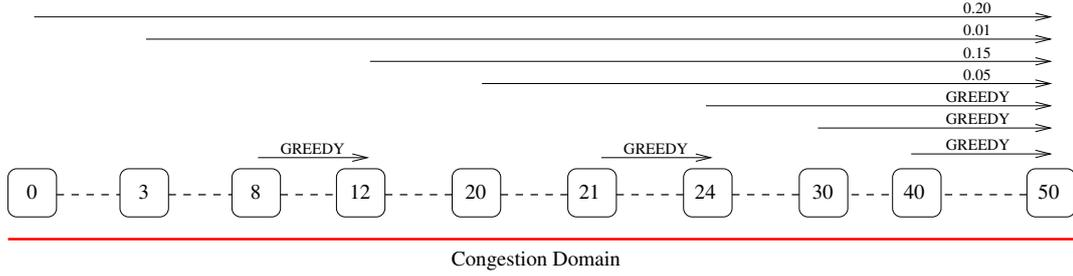 0.20
0.01
0.15
0.05
GREEDY
GREEDY
GREEDY GREEDY GREEDY
0 3 8 12 20 21 24 30 40 50
Congestion Domain